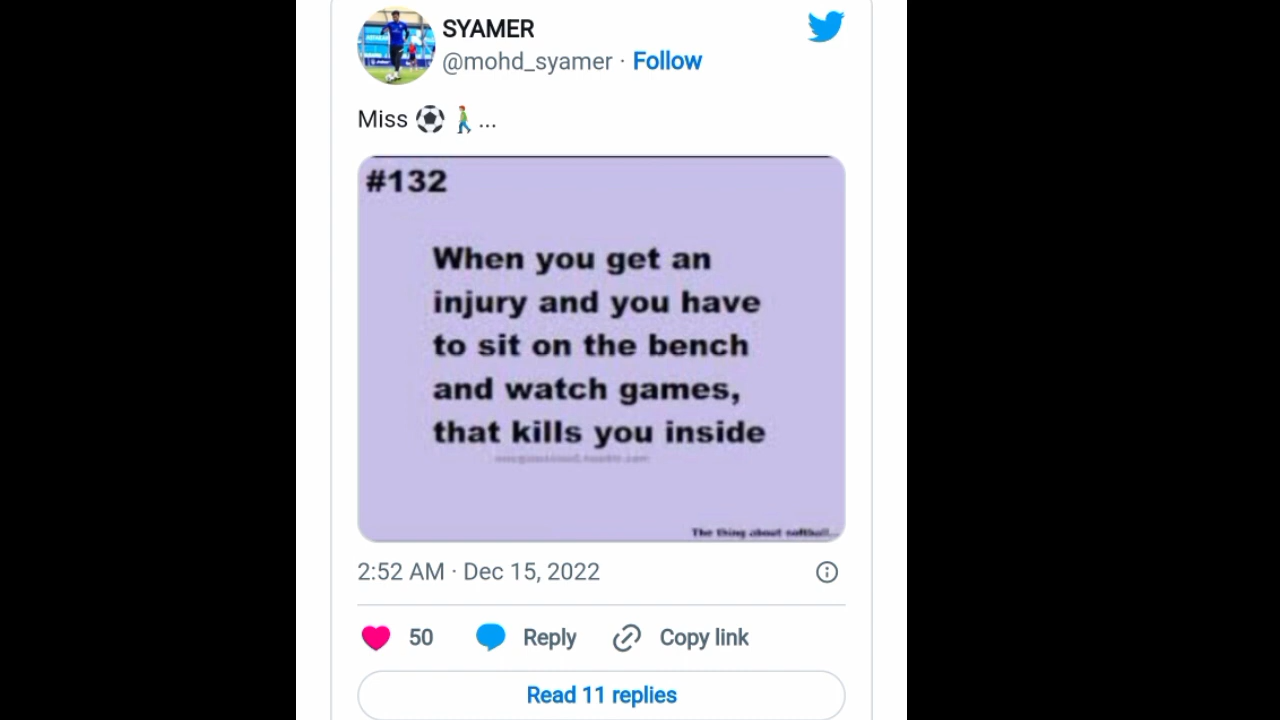 SYAMER
@mohd_syamer · Follow
Miss ⚽🚶...
#132
When you get an
injury and you have
to sit on the bench
and watch games,
that kills you inside
The thing about softball...
2:52 AM · Dec 15, 2022
50 Reply Copy link
Read 11 replies